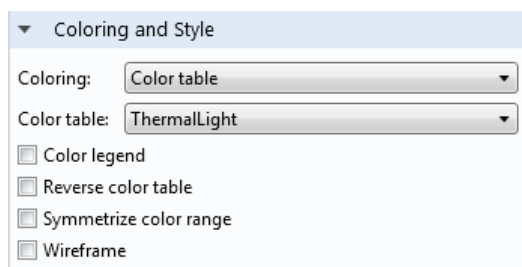 Coloring and Style
Coloring: Color table
Color table: ThermalLight
Color legend
Reverse color table
Symmetrize color range
Wireframe